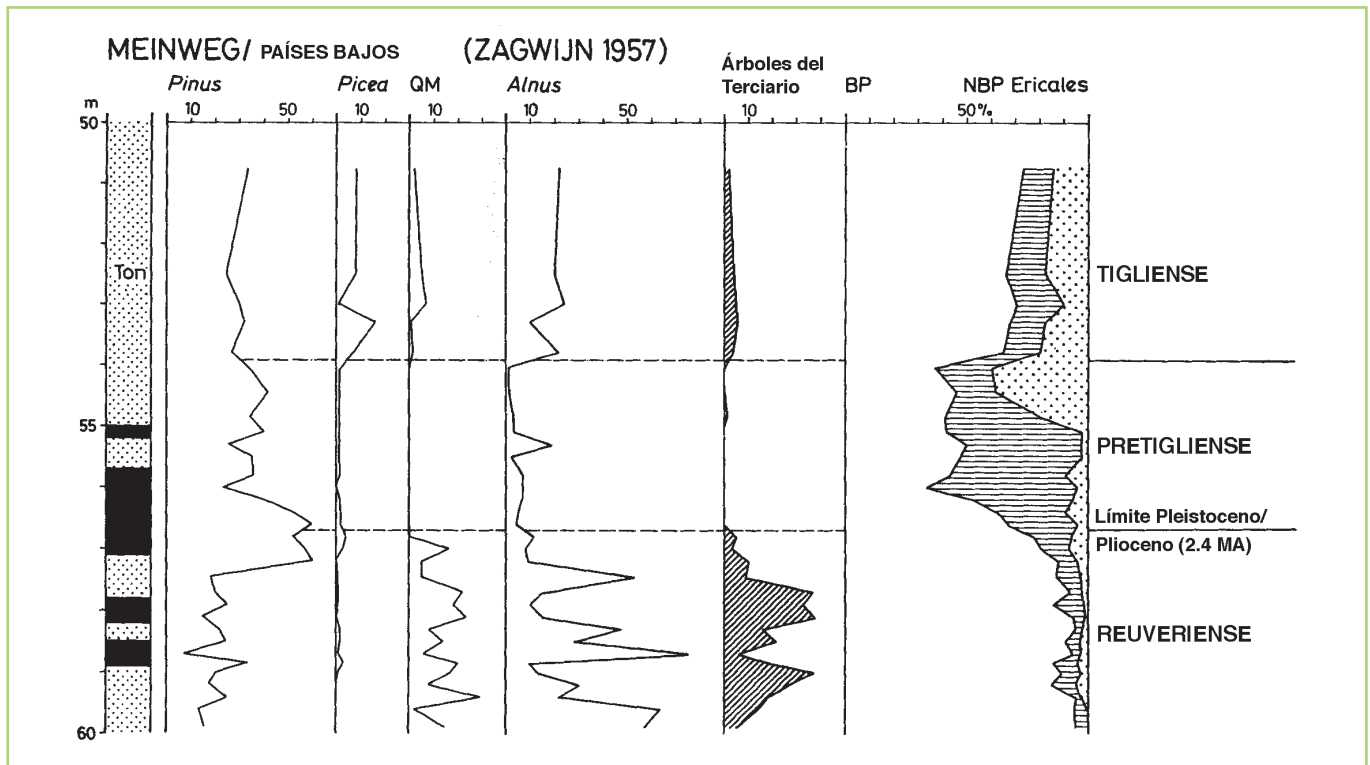 MEINWEG/ PAÍSES BAJOS (ZAGWIJN 1957)
Pinus Picea QM Alnus Árboles del Terciario BP NBP Ericales
m 10 50 10 10 10 50 10 50%
50
Ton
TIGLIENSE
55
PRETIGLIENSE
Límite Pleistoceno/
Plioceno (2.4 MA)
REUVERIENSE
60